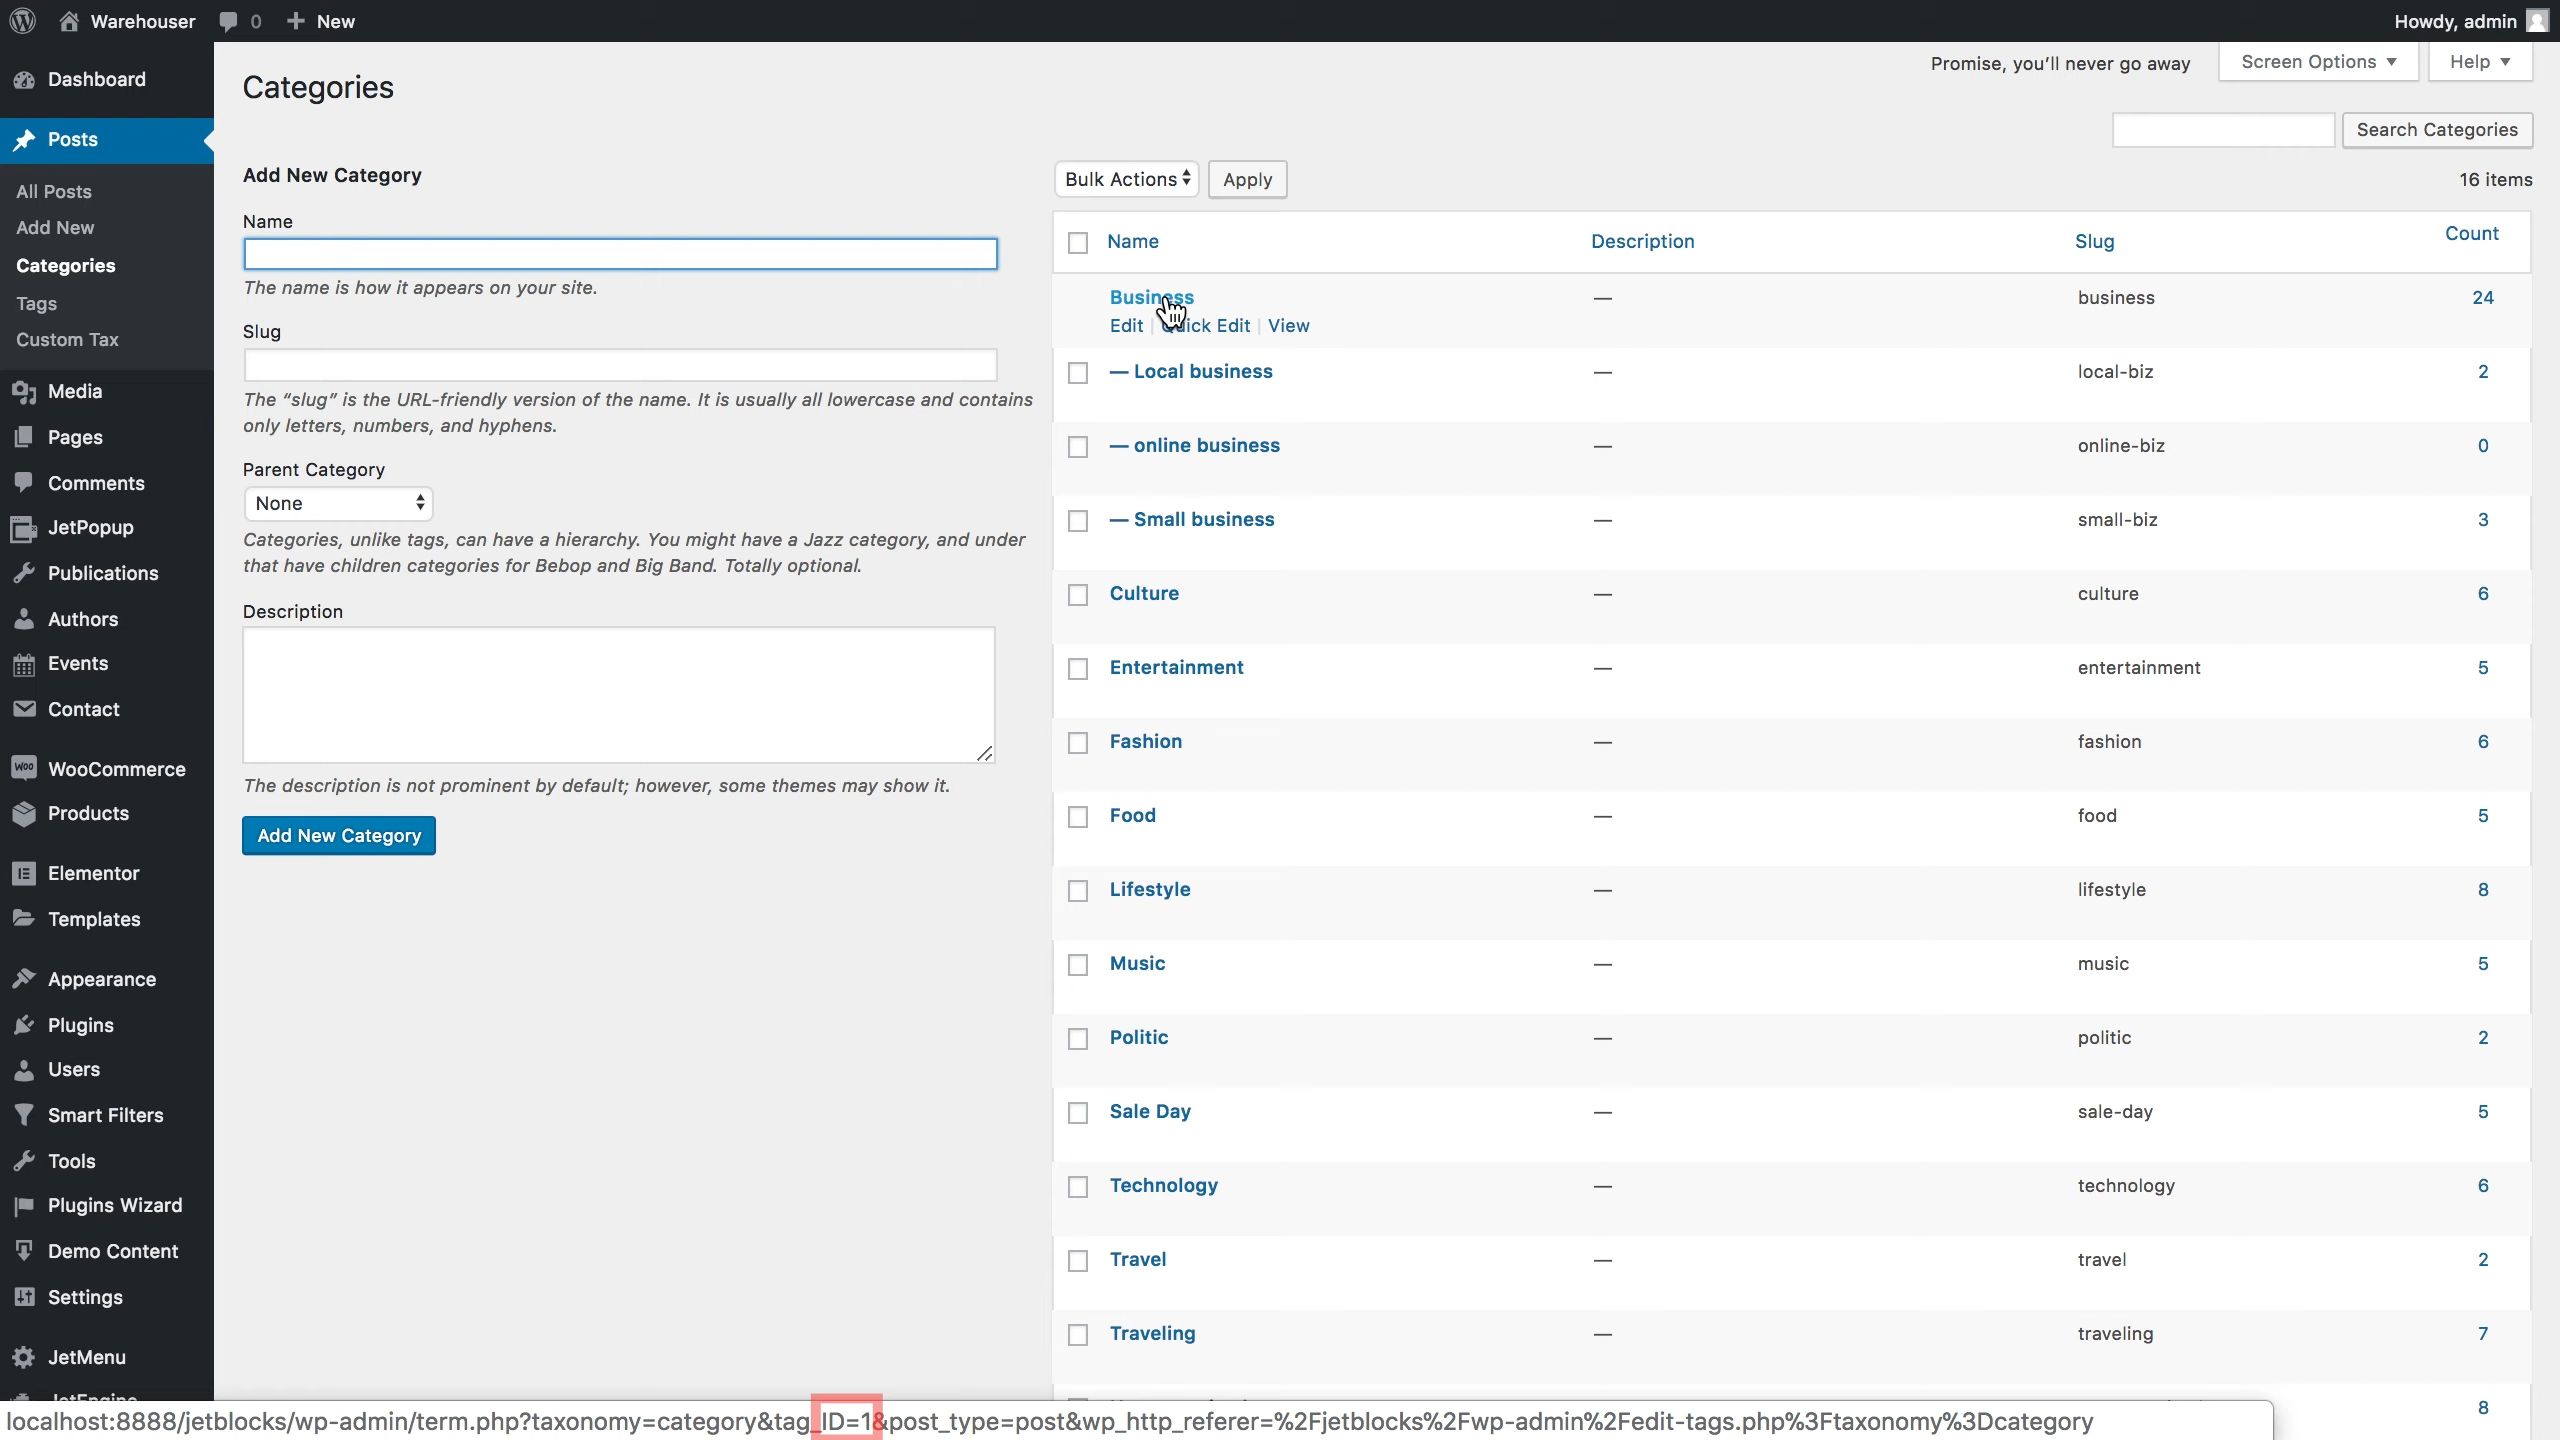 Warehouser 0 New Howdy, admin
Dashboard
Posts
All Posts
Add New
Categories
Tags
Custom Tax
Media
Pages
Comments
JetPopup
Publications
Authors
Events
Contact
WooCommerce
Products
Elementor
Templates
Appearance
Plugins
Users
Smart Filters
Tools
Plugins Wizard
Demo Content
Settings
JetMenu
Promise, you'll never go away Screen Options Help
Categories
Search Categories
Add New Category
Name
The name is how it appears on your site.
Slug
The “slug” is the URL-friendly version of the name. It is usually all lowercase and contains
only letters, numbers, and hyphens.
Parent Category
None
Categories, unlike tags, can have a hierarchy. You might have a Jazz category, and under
that have children categories for Bebop and Big Band. Totally optional.
Description
The description is not prominent by default; however, some themes may show it.
Add New Category
Bulk Actions Apply 16 items
Name Description Slug Count
Business — business 24
Edit | Quick Edit | View
— Local business — local-biz 2
— online business — online-biz 0
— Small business — small-biz 3
Culture — culture 6
Entertainment — entertainment 5
Fashion — fashion 6
Food — food 5
Lifestyle — lifestyle 8
Music — music 5
Politic — politic 2
Sale Day — sale-day 5
Technology — technology 6
Travel — travel 2
Traveling — traveling 7
8
localhost:8888/jetblocks/wp-admin/term.php?taxonomy=category&tag_ID=1&post_type=post&wp_http_referer=%2Fjetblocks%2Fwp-admin%2Fedit-tags.php%3Ftaxonomy%3Dcategory